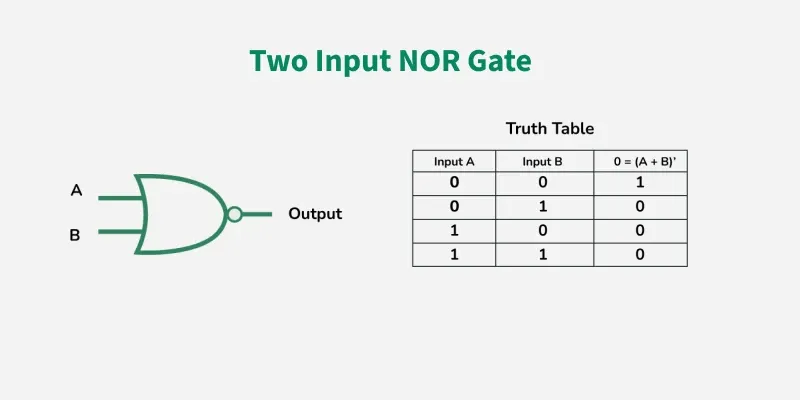 Two Input NOR Gate
Truth Table
A
B
Output
Input A Input B 0 = (A + B)'
0 0 1
0 1 0
1 0 0
1 1 0